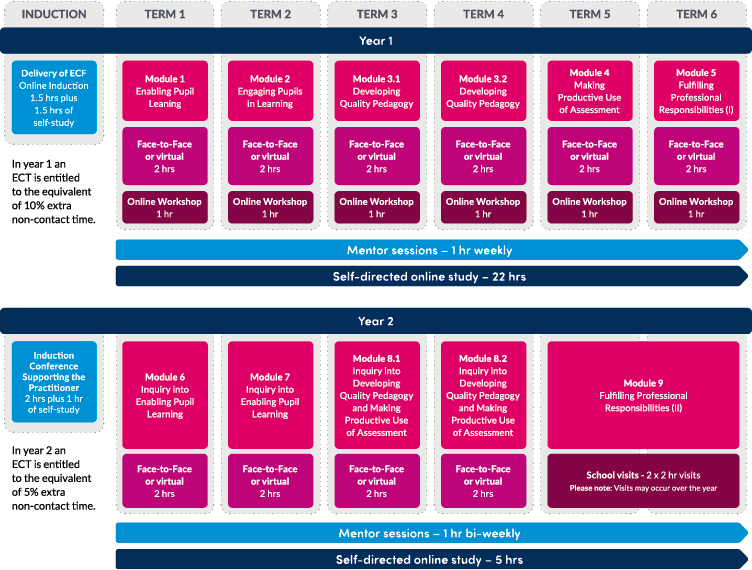 INDUCTION
TERM 1
TERM 2
TERM 3
TERM 4
TERM 5
TERM 6
Year 1
Delivery of ECF
Online Induction
1.5 hrs plus
1.5 hrs of
self-study
Module 1
Enabling Pupil
Leaning
Module 2
Engaging Pupils
in Learning
Module 3.1
Developing
Quality Pedagogy
Module 3.2
Developing
Quality Pedagogy
Module 4
Making
Productive Use
of Assessment
Module 5
Fulfilling
Professional
Responsibilities (I)
Face-to-Face
or virtual
2 hrs
Face-to-Face
or virtual
2 hrs
Face-to-Face
or virtual
2 hrs
Face-to-Face
or virtual
2 hrs
Face-to-Face
or virtual
2 hrs
Face-to-Face
or virtual
2 hrs
In year 1 an
ECT is entitled
to the equivalent
of 10% extra
non-contact time.
Online Workshop
1 hr
Online Workshop
1 hr
Online Workshop
1 hr
Online Workshop
1 hr
Online Workshop
1 hr
Online Workshop
1 hr
Mentor sessions – 1 hr weekly
Self-directed online study – 22 hrs
Year 2
Induction
Conference
Supporting the
Practitioner
2 hrs plus 1 hr
of self-study
Module 6
Inquiry into
Enabling Pupil
Learning
Module 7
Inquiry into
Enabling Pupil
Learning
Module 8.1
Inquiry into
Developing
Quality Pedagogy
and Making
Productive Use
of Assessment
Module 8.2
Inquiry into
Developing
Quality Pedagogy
and Making
Productive Use
of Assessment
Module 9
Fulfilling Professional
Responsibilities (II)
In year 2 an
ECT is entitled
to the equivalent
of 5% extra
non-contact time.
Face-to-Face
or virtual
2 hrs
Face-to-Face
or virtual
2 hrs
Face-to-Face
or virtual
2 hrs
Face-to-Face
or virtual
2 hrs
School visits - 2 x 2 hr visits
Please note: Visits may occur over the year
Mentor sessions – 1 hr bi-weekly
Self-directed online study – 5 hrs